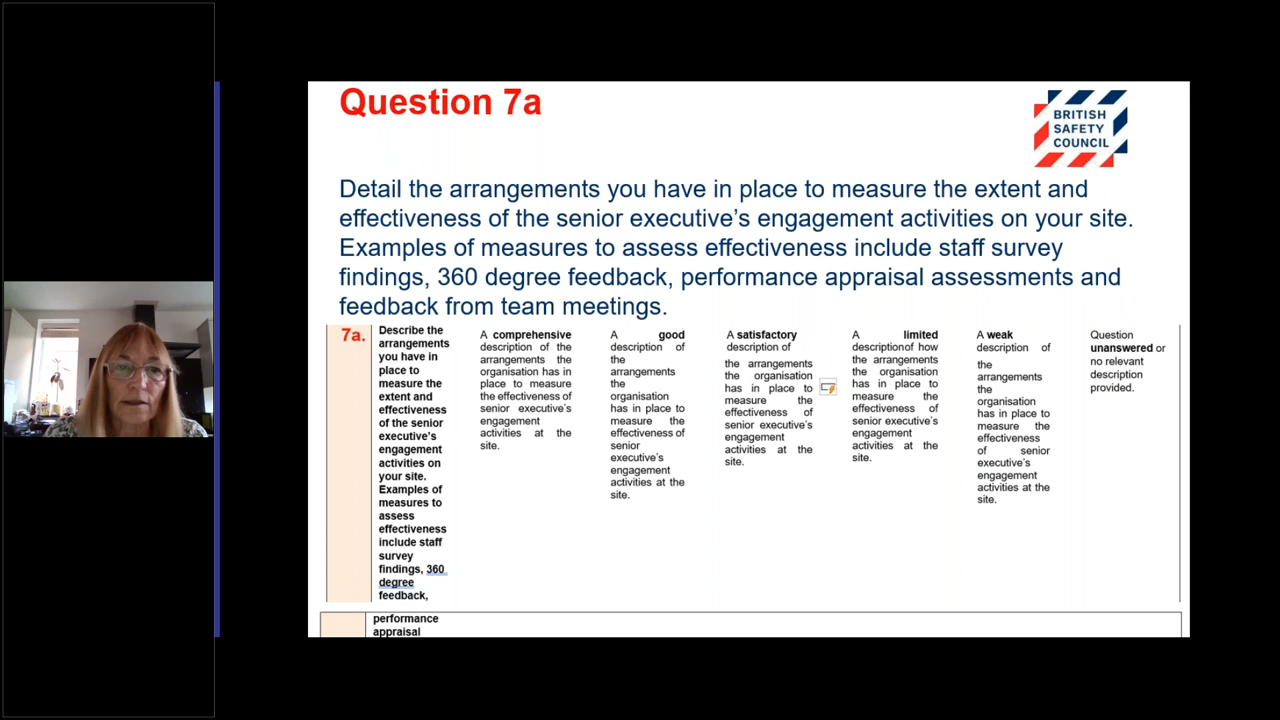 Question 7a
BRITISH
SAFETY
COUNCIL
Detail the arrangements you have in place to measure the extent and
effectiveness of the senior executive’s engagement activities on your site.
Examples of measures to assess effectiveness include staff survey
findings, 360 degree feedback, performance appraisal assessments and
feedback from team meetings.
7a.
Describe the
arrangements
you have in
place to
measure the
extent and
effectiveness
of the senior
executive’s
engagement
activities on
your site.
Examples of
measures to
assess
effectiveness
include staff
survey
findings, 360
degree
feedback,
performance
appraisal
A comprehensive
description of the
arrangements the
organisation has in
place to measure
the effectiveness of
senior executive’s
engagement
activities at the
site.
A good
description of
the
arrangements
the
organisation
has in place to
measure the
effectiveness of
senior
executive’s
engagement
activities at the
site.
A satisfactory
description of
the arrangements
the organisation
has in place to
measure the
effectiveness of
senior executive’s
engagement
activities at the
site.
A limited
descriptionof how
the arrangements
the organisation
has in place to
measure the
effectiveness of
senior executive’s
engagement
activities at the
site.
A weak
description of
the
arrangements
the
organisation
has in place to
measure the
effectiveness
of senior
executive’s
engagement
activities at the
site.
Question
unanswered or
no relevant
description
provided.